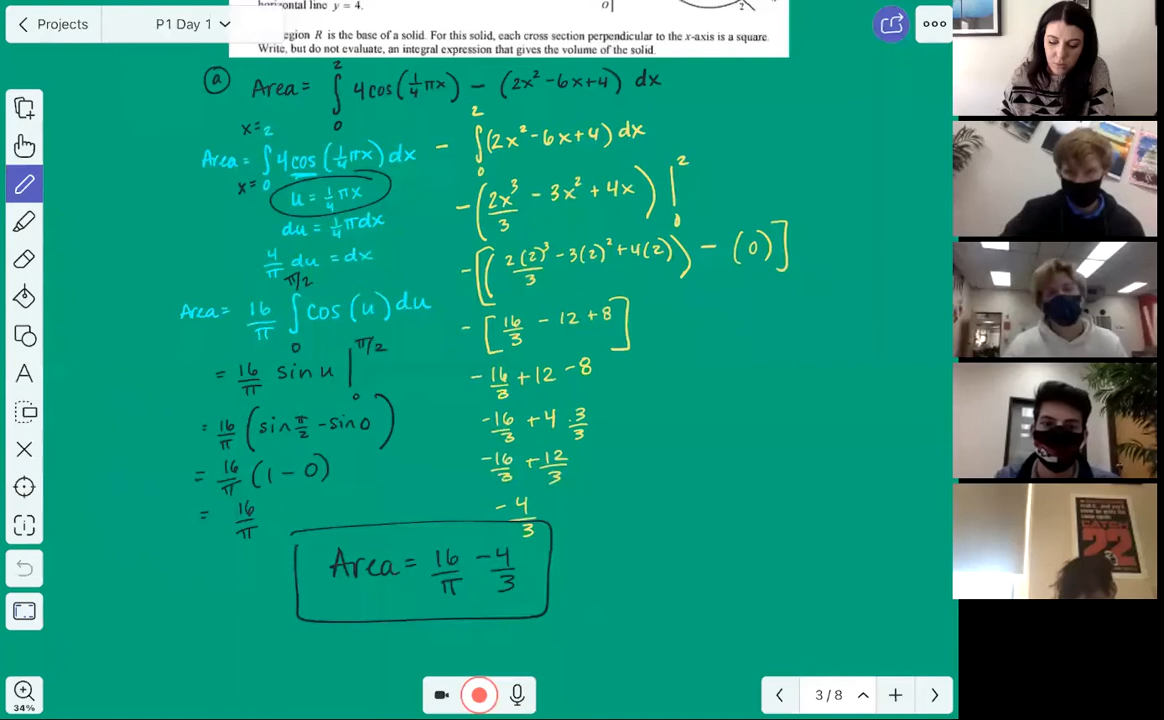 Projects
P1 Day 1
horizontal line y = 4.
egion R is the base of a solid. For this solid, each cross section perpendicular to the x-axis is a square.
Write, but do not evaluate, an integral expression that gives the volume of the solid.
ⓐ Area = ∫₀² 4cos(¼πx) − (2x² − 6x + 4) dx
Area = ∫ₓ₌₀ˣ⁼² 4cos(¼πx)dx − ∫₀²(2x² − 6x + 4)dx
u = ¼πx
−(2x³/3 − 3x² + 4x)|₀²
du = ¼πdx
4/π du = dx
−[(2(2)³/3 − 3(2)² + 4(2)) − (0)]
Area = 16/π ∫₀^(π/2) cos(u)du
−[16/3 − 12 + 8]
= 16/π sin u |₀^(π/2)
−16/3 + 12 − 8
= 16/π (sin π/2 − sin 0)
−16/3 + 4 · 3/3
= 16/π (1 − 0)
−16/3 + 12/3
= 16/π
−4/3
Area = 16/π − 4/3
CATCH
22
A
34%
3 / 8